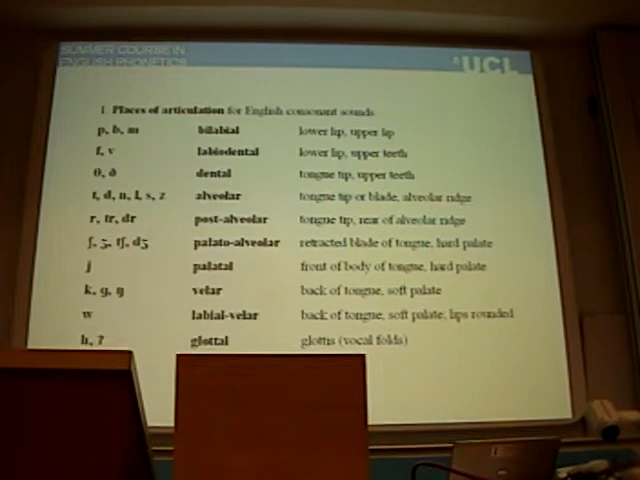 SUMMER COURSE IN
ENGLISH PHONETICS
UCL
1. Places of articulation for English consonant sounds
p, b, m bilabial lower lip, upper lip
f, v labiodental lower lip, upper teeth
θ, ð dental tongue tip, upper teeth
t, d, n, l, s, z alveolar tongue tip or blade, alveolar ridge
r, tr, dr post-alveolar tongue tip, rear of alveolar ridge
ʃ, ʒ, tʃ, dʒ palato-alveolar retracted blade of tongue, hard palate
j palatal front of body of tongue, hard palate
k, g, ŋ velar back of tongue, soft palate
w labial-velar back of tongue, soft palate, lips rounded
h, ʔ glottal glottis (vocal folds)